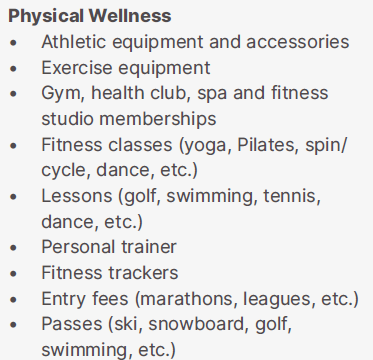 Physical Wellness
• Athletic equipment and accessories
• Exercise equipment
• Gym, health club, spa and fitness
studio memberships
• Fitness classes (yoga, Pilates, spin/
cycle, dance, etc.)
• Lessons (golf, swimming, tennis,
dance, etc.)
• Personal trainer
• Fitness trackers
• Entry fees (marathons, leagues, etc.)
• Passes (ski, snowboard, golf,
swimming, etc.)